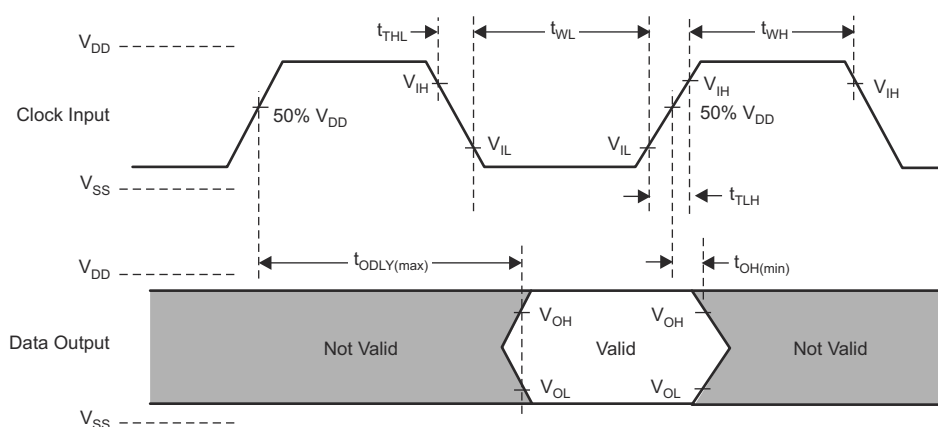 t_THL t_WL t_WH
V_DD
V_IH V_IH V_IH
Clock Input 50% V_DD 50% V_DD
V_IL V_IL
V_SS
t_TLH
V_DD t_ODLY(max) t_OH(min)
V_OH V_OH
Data Output Not Valid Valid Not Valid
V_OL V_OL
V_SS